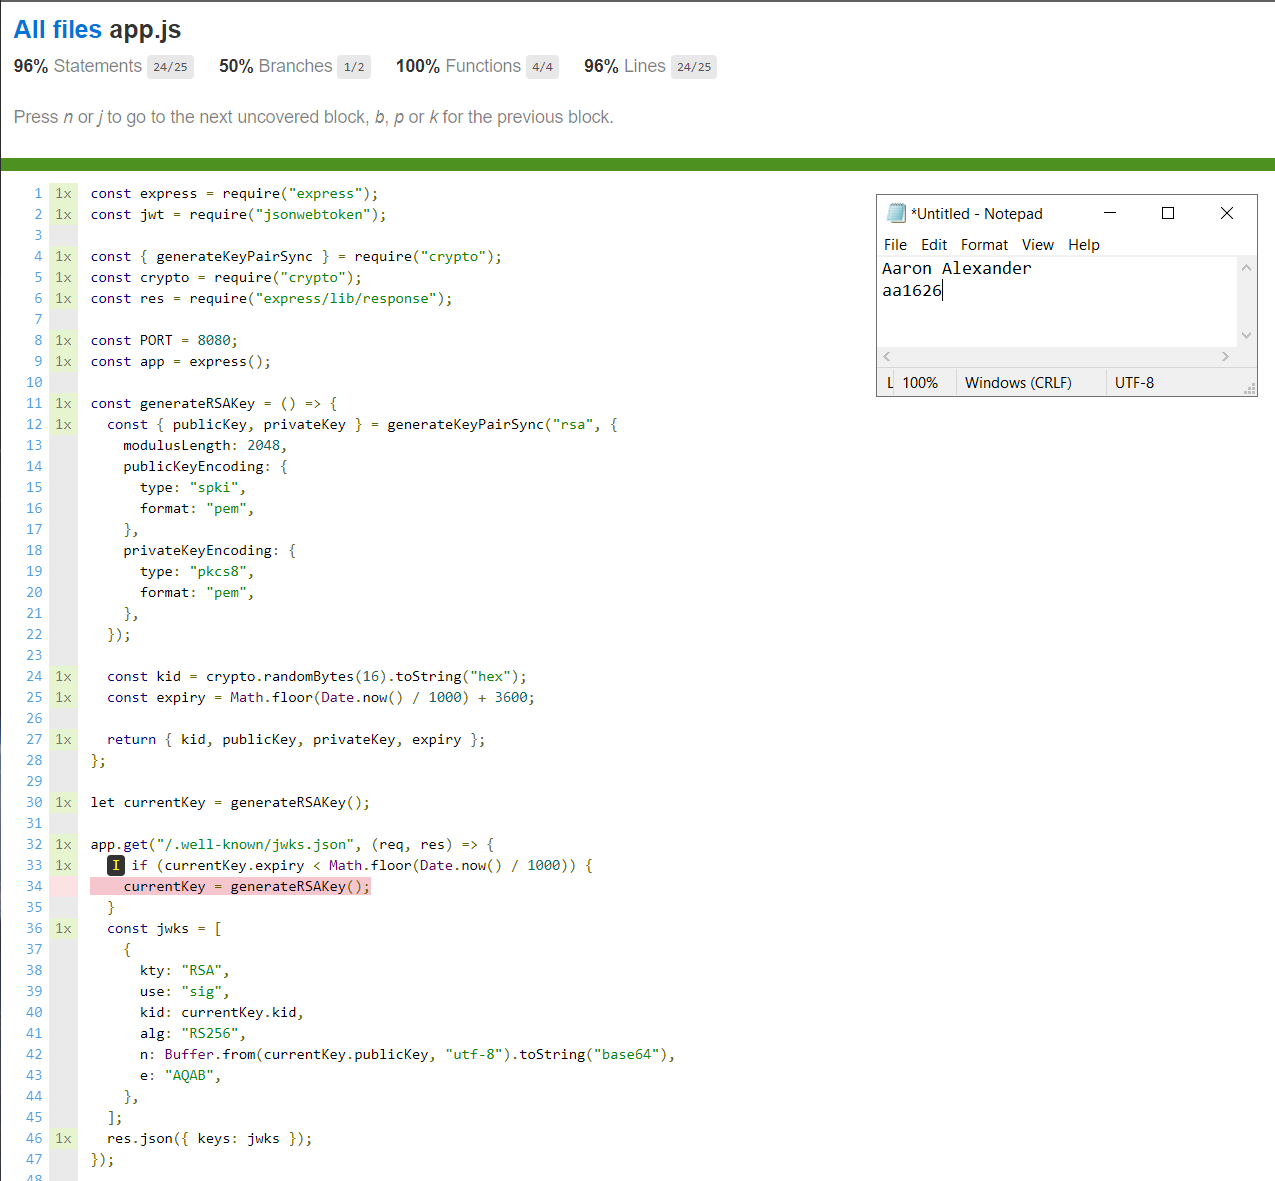 All files app.js
96% Statements 24/25 50% Branches 1/2 100% Functions 4/4 96% Lines 24/25
Press n or j to go to the next uncovered block, b, p or k for the previous block.
1 1x const express = require("express");
2 1x const jwt = require("jsonwebtoken");
3
4 1x const { generateKeyPairSync } = require("crypto");
5 1x const crypto = require("crypto");
6 1x const res = require("express/lib/response");
7
8 1x const PORT = 8080;
9 1x const app = express();
10
11 1x const generateRSAKey = () => {
12 1x const { publicKey, privateKey } = generateKeyPairSync("rsa", {
13 modulusLength: 2048,
14 publicKeyEncoding: {
15 type: "spki",
16 format: "pem",
17 },
18 privateKeyEncoding: {
19 type: "pkcs8",
20 format: "pem",
21 },
22 });
23
24 1x const kid = crypto.randomBytes(16).toString("hex");
25 1x const expiry = Math.floor(Date.now() / 1000) + 3600;
26
27 1x return { kid, publicKey, privateKey, expiry };
28 };
29
30 1x let currentKey = generateRSAKey();
31
32 1x app.get("/.well-known/jwks.json", (req, res) => {
33 1x I if (currentKey.expiry < Math.floor(Date.now() / 1000)) {
34 currentKey = generateRSAKey();
35 }
36 1x const jwks = [
37 {
38 kty: "RSA",
39 use: "sig",
40 kid: currentKey.kid,
41 alg: "RS256",
42 n: Buffer.from(currentKey.publicKey, "utf-8").toString("base64"),
43 e: "AQAB",
44 },
45 ];
46 1x res.json({ keys: jwks });
47 });
48
*Untitled - Notepad
File Edit Format View Help
Aaron Alexander
aa1626
L 100% Windows (CRLF) UTF-8